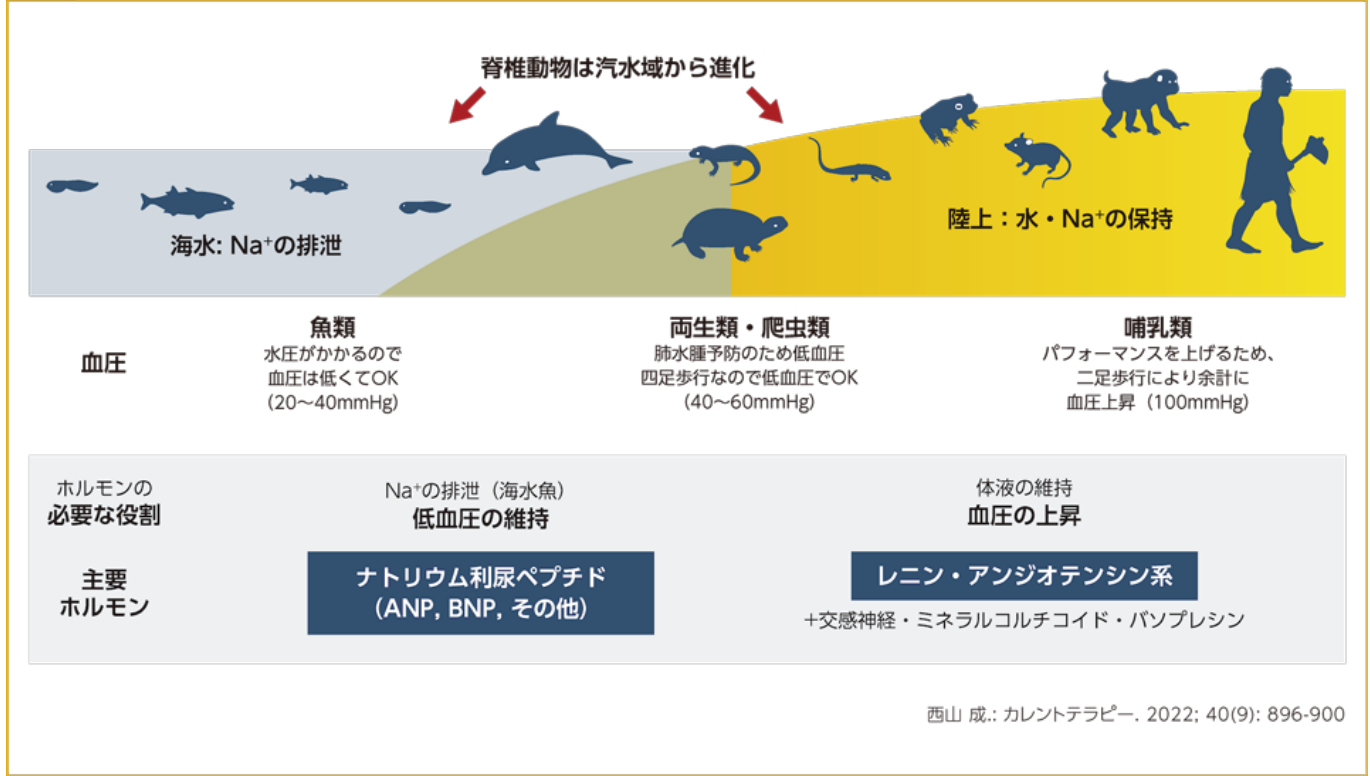 脊椎動物は汽水域から進化
海水: Na⁺の排泄
陸上：水・Na⁺の保持
血圧
魚類
水圧がかかるので
血圧は低くてOK
(20〜40mmHg)
両生類・爬虫類
肺水腫予防のため低血圧
四足歩行なので低血圧でOK
(40〜60mmHg)
哺乳類
パフォーマンスを上げるため、
二足歩行により余計に
血圧上昇（100mmHg)
ホルモンの
必要な役割
Na⁺の排泄（海水魚）
低血圧の維持
体液の維持
血圧の上昇
主要
ホルモン
ナトリウム利尿ペプチド
（ANP, BNP, その他）
レニン・アンジオテンシン系
＋交感神経・ミネラルコルチコイド・バソプレシン
西山 成.: カレントテラピー. 2022; 40(9): 896-900